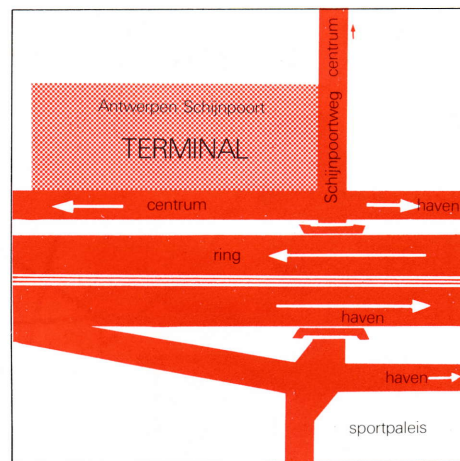 centrum
Schijnpoortweg
Antwerpen Schijnpoort
TERMINAL
centrum
haven
ring
haven
haven
sportpaleis